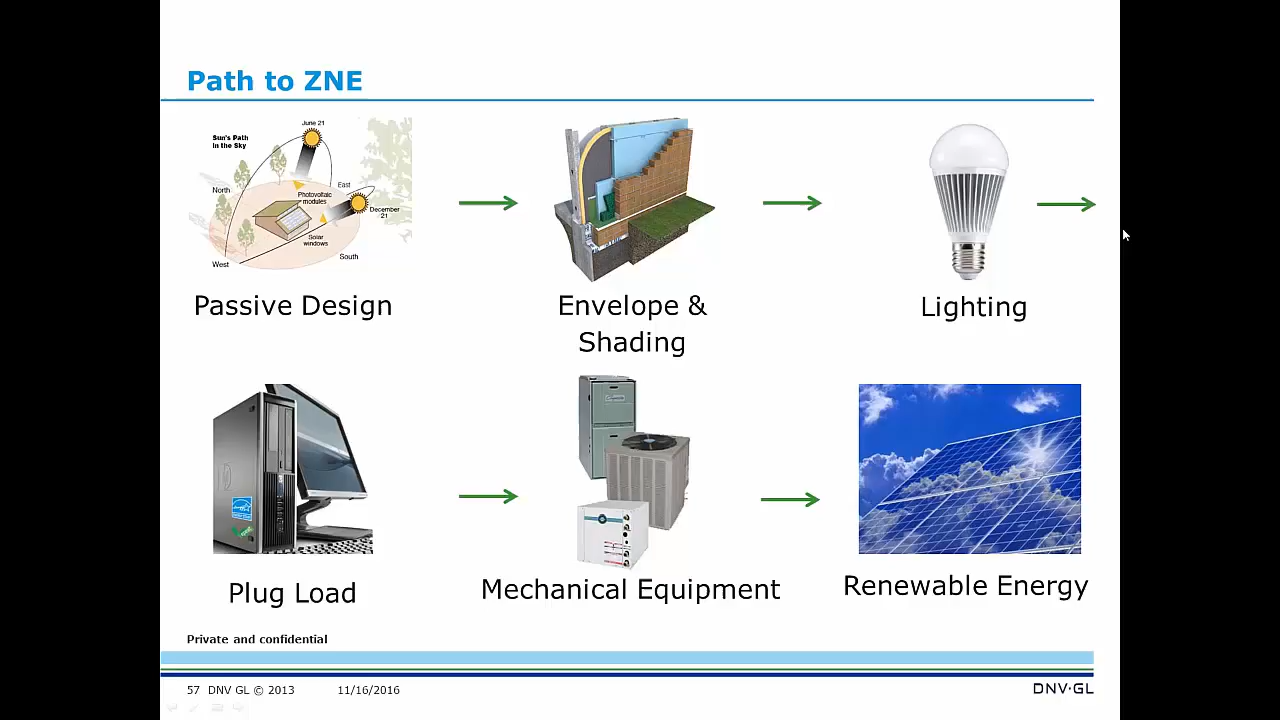 Path to ZNE
June 21
Sun's Path
in the Sky
North
East
Photovoltaic
modules
December
21
Solar
windows
South
West
Passive Design
Envelope &
Shading
Lighting
Plug Load
Mechanical Equipment
Renewable Energy
Private and confidential
57 DNV GL © 2013 11/16/2016
DNV·GL